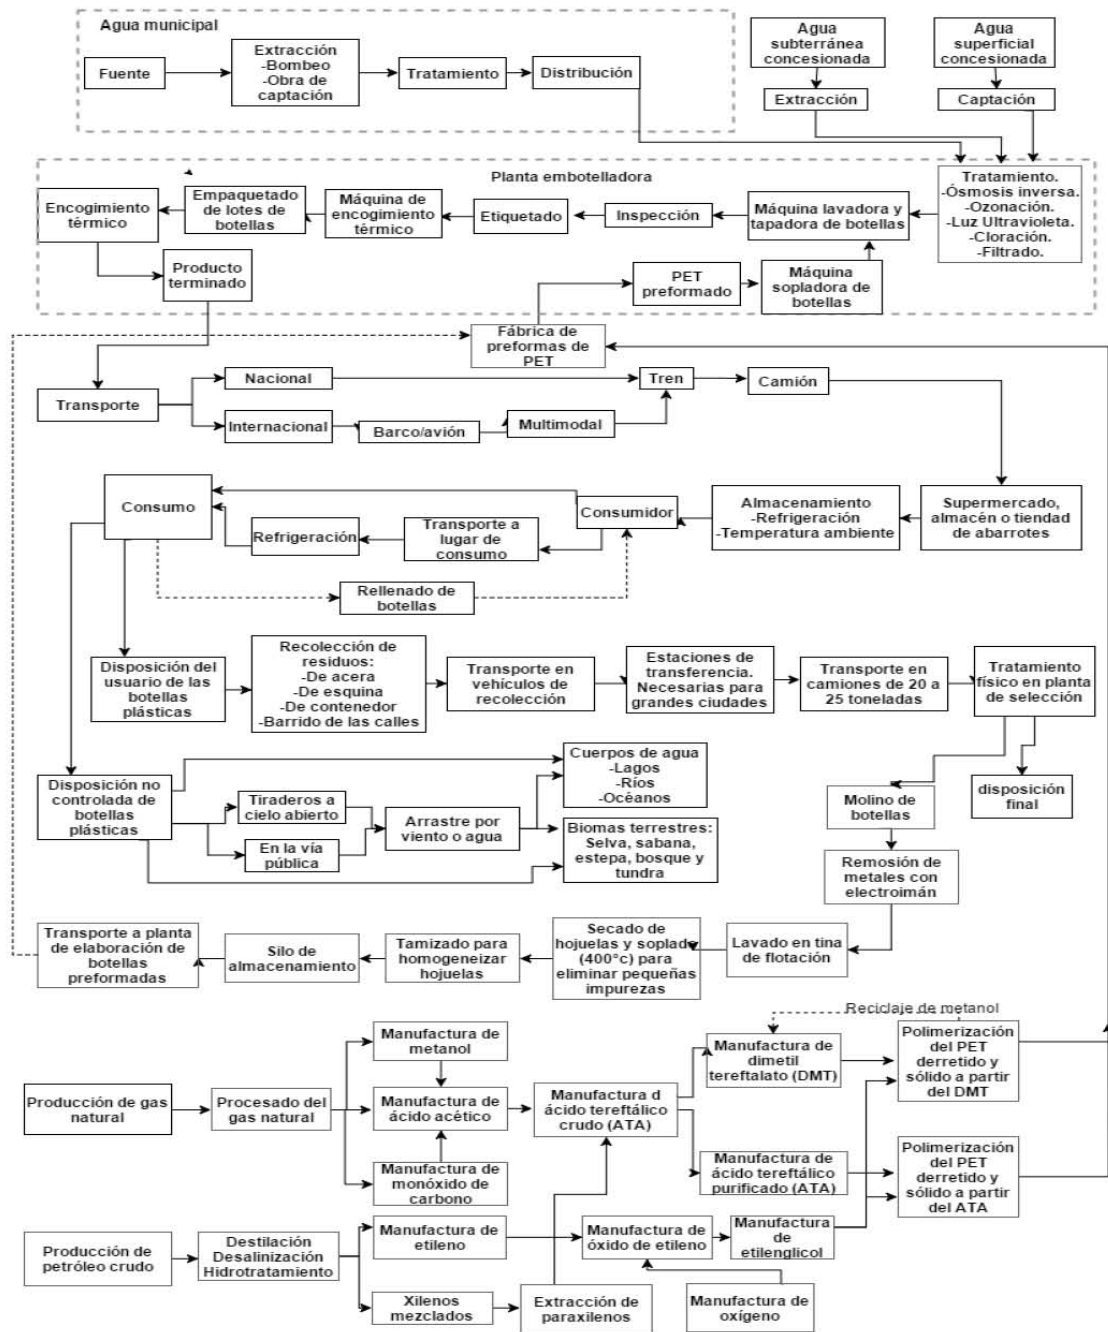 Agua municipal
Fuente
Extracción
-Bombeo
-Obra de
captación
Tratamiento
Distribución
Agua
subterránea
concesionada
Agua
superficial
concesionada
Extracción
Captación
Planta embotelladora
Tratamiento.
-Ósmosis inversa.
-Ozonación.
-Luz Ultravioleta.
-Cloración.
-Filtrado.
Máquina lavadora y
tapadora de botellas
Inspección
Etiquetado
Máquina de
encogimiento
térmico
Empaquetado
de lotes de
botellas
Encogimiento
térmico
Producto
terminado
PET
preformado
Máquina
sopladora de
botellas
Fábrica de
preformas de
PET
Transporte
Nacional
Internacional
Barco/avión
Multimodal
Tren
Camión
Consumo
Refrigeración
Transporte a
lugar de
consumo
Consumidor
Almacenamiento
-Refrigeración
-Temperatura ambiente
Supermercado,
almacén o tiendad
de abarrotes
Rellenado de
botellas
Disposición del
usuario de las
botellas plásticas
Recolección de
residuos:
-De acera
-De esquina
-De contenedor
-Barrido de las calles
Transporte en
vehículos de
recolección
Estaciones de
transferencia.
Necesarias para
grandes ciudades
Transporte en
camiones de 20 a
25 toneladas
Tratamiento
físico en planta
de selección
Disposición no
controlada de
botellas
plásticas
Tiraderos a
cielo abierto
En la vía
pública
Arrastre por
viento o agua
Cuerpos de agua
-Lagos
-Ríos
-Océanos
Biomas terrestres:
Selva, sabana,
estepa, bosque y
tundra
Molino de
botellas
disposición
final
Remosión de
metales con
electroimán
Lavado en tina
de flotación
Secado de
hojuelas y soplado
(400°c) para
eliminar pequeñas
impurezas
Tamizado para
homogeneizar
hojuelas
Silo de
almacenamiento
Transporte a planta
de elaboración de
botellas
preformadas
Reciclaje de metanol
Producción de gas
natural
Procesado del
gas natural
Manufactura de
metanol
Manufactura de
ácido acético
Manufactura de
monóxido de
carbono
Manufactura d
ácido tereftálico
crudo (ATA)
Manufactura de
dimetil
tereftalato (DMT)
Manufactura de
ácido tereftálico
purificado (ATA)
Polimerización
del PET
derretido y
sólido a partir
del DMT
Polimerización
del PET
derretido y
sólido a partir
del ATA
Producción de
petróleo crudo
Destilación
Desalinización
Hidrotratamiento
Manufactura de
etileno
Xilenos
mezclados
Extracción de
paraxilenos
Manufactura de
óxido de etileno
Manufactura
de
etilenglicol
Manufactura de
oxígeno